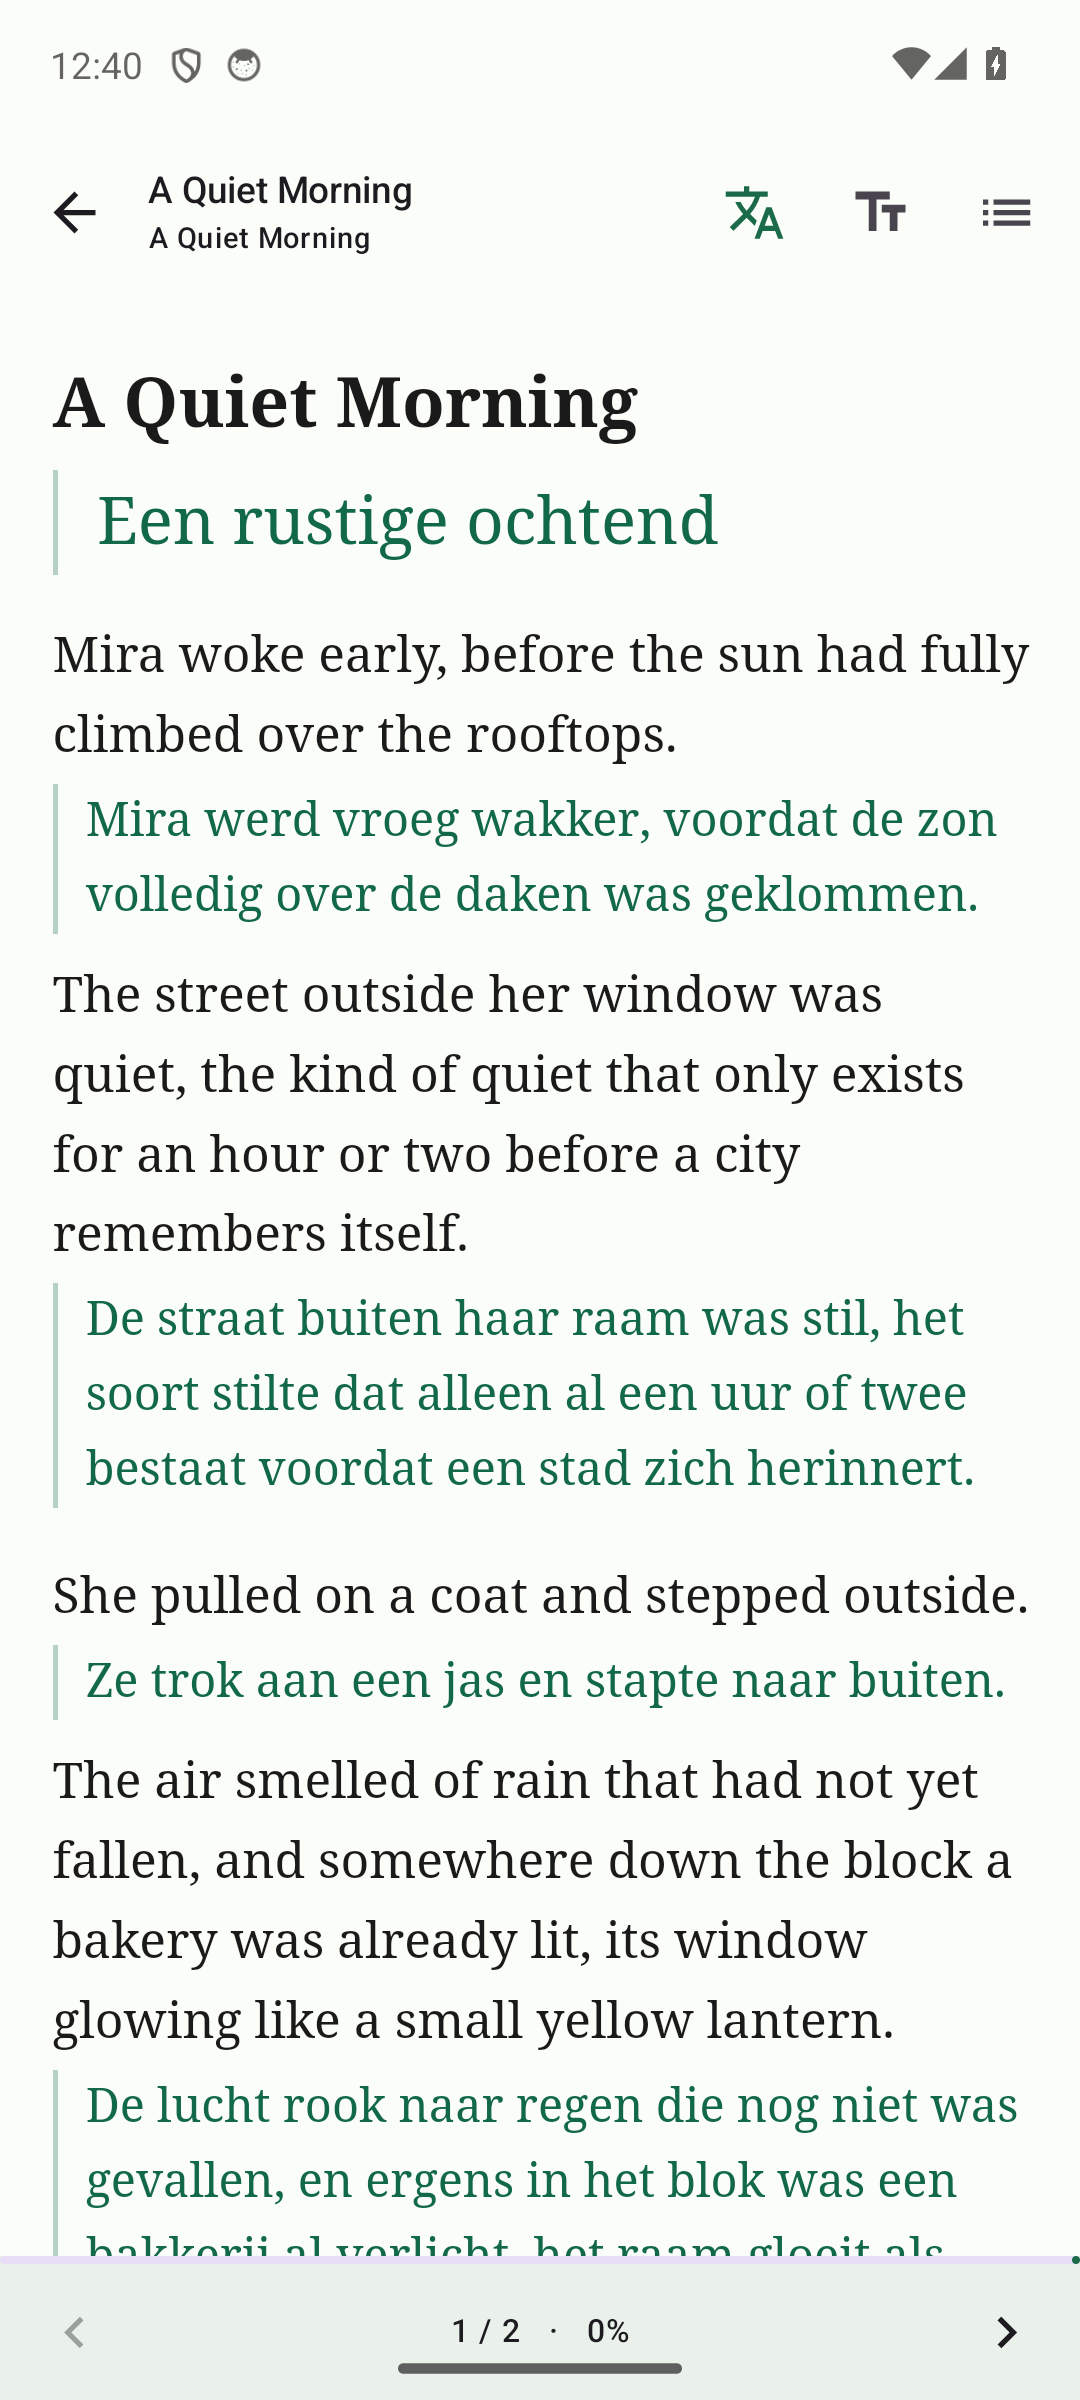 12:40
A Quiet Morning
A Quiet Morning
A Quiet Morning
Een rustige ochtend
Mira woke early, before the sun had fully
climbed over the rooftops.
Mira werd vroeg wakker, voordat de zon
volledig over de daken was geklommen.
The street outside her window was
quiet, the kind of quiet that only exists
for an hour or two before a city
remembers itself.
De straat buiten haar raam was stil, het
soort stilte dat alleen al een uur of twee
bestaat voordat een stad zich herinnert.
She pulled on a coat and stepped outside.
Ze trok aan een jas en stapte naar buiten.
The air smelled of rain that had not yet
fallen, and somewhere down the block a
bakery was already lit, its window
glowing like a small yellow lantern.
De lucht rook naar regen die nog niet was
gevallen, en ergens in het blok was een
bakkerij al verlicht, het raam gloeit als
1 / 2 · 0%